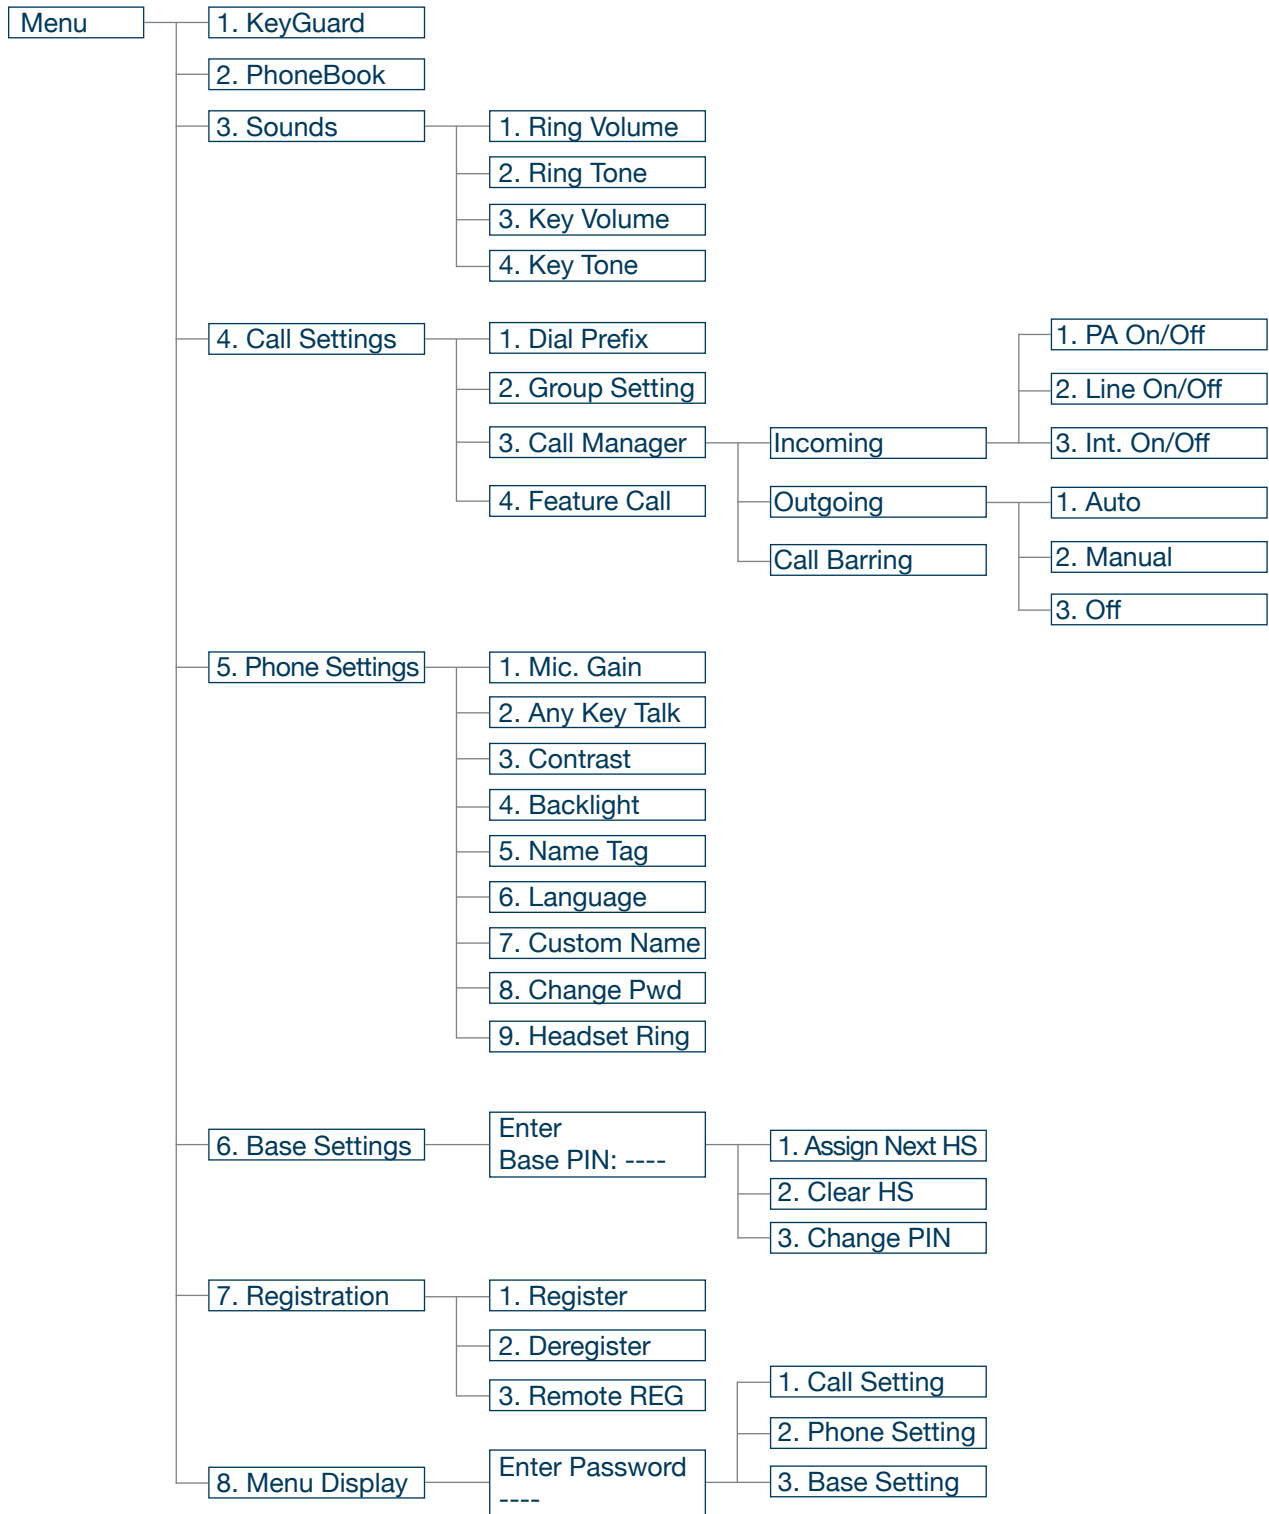 Menu
1. KeyGuard
2. PhoneBook
3. Sounds
1. Ring Volume
2. Ring Tone
3. Key Volume
4. Key Tone
4. Call Settings
1. Dial Prefix
2. Group Setting
3. Call Manager
Incoming
1. PA On/Off
2. Line On/Off
3. Int. On/Off
Outgoing
1. Auto
2. Manual
3. Off
Call Barring
4. Feature Call
5. Phone Settings
1. Mic. Gain
2. Any Key Talk
3. Contrast
4. Backlight
5. Name Tag
6. Language
7. Custom Name
8. Change Pwd
9. Headset Ring
6. Base Settings
Enter
Base PIN: ----
1. Assign Next HS
2. Clear HS
3. Change PIN
7. Registration
1. Register
2. Deregister
3. Remote REG
8. Menu Display
Enter Password
----
1. Call Setting
2. Phone Setting
3. Base Setting